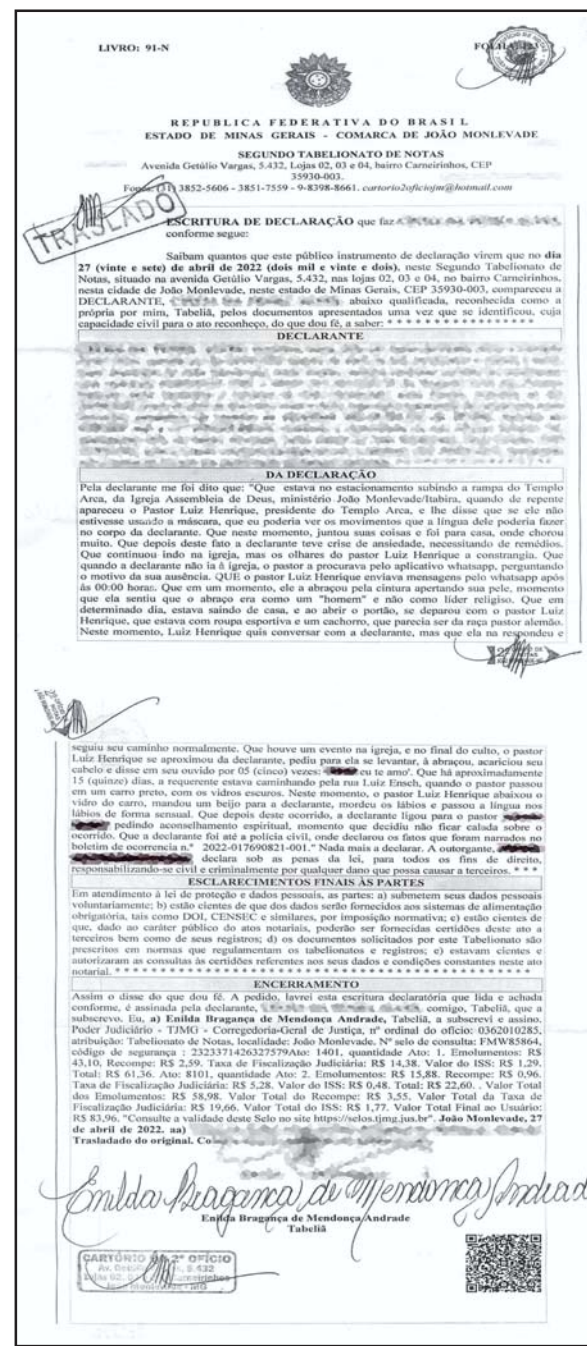 LIVRO: 91-N
REPUBLICA FEDERATIVA DO BRASIL
ESTADO DE MINAS GERAIS - COMARCA DE JOÃO MONLEVADE
SEGUNDO TABELIONATO DE NOTAS
Avenida Getúlio Vargas, 5.432, Lojas 02, 03 e 04, bairro Carneirinhos, CEP
35930-003.
(31) 3852-5606 - 3851-7559 - 9-8398-8661. cartorio2oficiojm@hotmail.com
TRASLADO
ESCRITURA DE DECLARAÇÃO que faz
conforme segue:
Saibam quantos que este público instrumento de declaração virem que no dia
27 (vinte e sete) de abril de 2022 (dois mil e vinte e dois), neste Segundo Tabelionato de
Notas, situado na avenida Getúlio Vargas, 5.432, nas lojas 02, 03 e 04, no bairro Carneirinhos,
nesta cidade de João Monlevade, neste estado de Minas Gerais, CEP 35930-003, compareceu a
DECLARANTE, abaixo qualificada, reconhecida como a
própria por mim, Tabeliã, pelos documentos apresentados uma vez que se identificou, cuja
capacidade civil para o ato reconheço, do que dou fé, a saber: * * * * * * * * * * * * * * * * *
DECLARANTE
DA DECLARAÇÃO
Pela declarante me foi dito que: "Que estava no estacionamento subindo a rampa do Templo
Arca, da Igreja Assembleia de Deus, ministério João Monlevade/Itabira, quando de repente
apareceu o Pastor Luiz Henrique, presidente do Templo Arca, e lhe disse que se ele não
estivesse usando a máscara, que eu poderia ver os movimentos que a língua dele poderia fazer
no corpo da declarante. Que neste momento, juntou suas coisas e foi para casa, onde chorou
muito. Que depois deste fato a declarante teve crise de ansiedade, necessitando de remédios.
Que continuou indo na igreja, mas os olhares do pastor Luiz Henrique a constrangia. Que
quando a declarante não ia à igreja, o pastor a procurava pelo aplicativo whatsapp, perguntando
o motivo da sua ausência. QUE o pastor Luiz Henrique enviava mensagens pelo whatsapp após
às 00:00 horas. Que em um momento, ele a abraçou pela cintura apertando sua pele, momento
que ela sentiu que o abraço era como um "homem" e não como líder religiso. Que em
determinado dia, estava saindo de casa, e ao abrir o portão, se deparou com o pastor Luiz
Henrique, que estava com roupa esportiva e um cachorro, que parecia ser da raça pastor alemão.
Neste momento, Luiz Henrique quis conversar com a declarante, mas que ela na respondeu e
seguiu seu caminho normalmente. Que houve um evento na igreja, e no final do culto, o pastor
Luiz Henrique se aproximou da declarante, pediu para ela se levantar, à abraçou, acariciou seu
cabelo e disse em seu ouvido por 05 (cinco) vezes: eu te amo'. Que há aproximadamente
15 (quinze) dias, a requerente estava caminhando pela rua Luiz Ensch, quando o pastor passou
em um carro preto, com os vidros escuros. Neste momento, o pastor Luiz Henrique abaixou o
vidro do carro, mandou um beijo para a declarante, mordeu os lábios e passou a língua nos
lábios de forma sensual. Que depois deste ocorrido, a declarante ligou para o pastor
pedindo aconselhamento espiritual, momento que decidiu não ficar calada sobre o
ocorrido. Que a declarante foi até a polícia civil, onde declarou os fatos que foram narrados no
boletim de ocorrencia n.º 2022-017690821-001." Nada mais a declarar. A outorgante,
declara sob as penas da lei, para todos os fins de direito,
responsabilizando-se civil e criminalmente por qualquer dano que possa causar a terceiros. * * *
ESCLARECIMENTOS FINAIS ÀS PARTES
Em atendimento à lei de proteção e dados pessoais, as partes: a) submetem seus dados pessoais
voluntariamente; b) estão cientes de que dos dados serão fornecidos aos sistemas de alimentação
obrigatória, tais como DOI, CENSEC e similares, por imposição normativa; c) estão cientes de
que, dado ao caráter público do atos notariais, poderão ser fornecidas certidões deste ato a
terceiros bem como de seus registros; d) os documentos solicitados por este Tabelionato são
prescritos em normas que regulamentam os tabelionatos e registros; e) estavam cientes e
autorizaram as consultas às certidões referentes aos seus dados e condições constantes neste ato
notarial. * * * * * * * * * * * * * * * * * * * * * * * * * * * * * * * * * * * *
ENCERRAMENTO
Assim o disse do que dou fé. A pedido, lavrei esta escritura declaratória que lida e achada
conforme, é assinada pela declarante, comigo, Tabeliã, que a
subscrevo. Eu, a) Enilda Bragança de Mendonça Andrade, Tabeliã, a subscrevi e assino.
Poder Judiciário - TJMG - Corregedoria-Geral de Justiça, nº ordinal do oficio: 0362010285,
atribuição: Tabelionato de Notas, localidade: João Monlevade. Nº selo de consulta: FMW85864,
código de segurança : 2323371426327579Ato: 1401, quantidade Ato: 1. Emolumentos: R$
43,10, Recompe: R$ 2,59. Taxa de Fiscalização Judiciária: R$ 14,38. Valor do ISS: R$ 1,29.
Total: R$ 61,36. Ato: 8101, quantidade Ato: 2. Emolumentos: R$ 15,88. Recompe: R$ 0,96.
Taxa de Fiscalização Judiciária: R$ 5,28. Valor do ISS: R$ 0,48. Total: R$ 22,60. . Valor Total
dos Emolumentos: R$ 58,98. Valor Total do Recompe: R$ 3,55. Valor Total da Taxa de
Fiscalização Judiciária: R$ 19,66. Valor Total do ISS: R$ 1,77. Valor Total Final ao Usuário:
R$ 83,96. "Consulte a validade deste Selo no site https://selos.tjmg.jus.br". João Monlevade, 27
de abril de 2022. aa)
Trasladado do original. Co
Enilda Bragança de Mendonça Andrade
Enilda Bragança de Mendonça Andrade
Tabeliã
CARTÓRIO 2º OFÍCIO